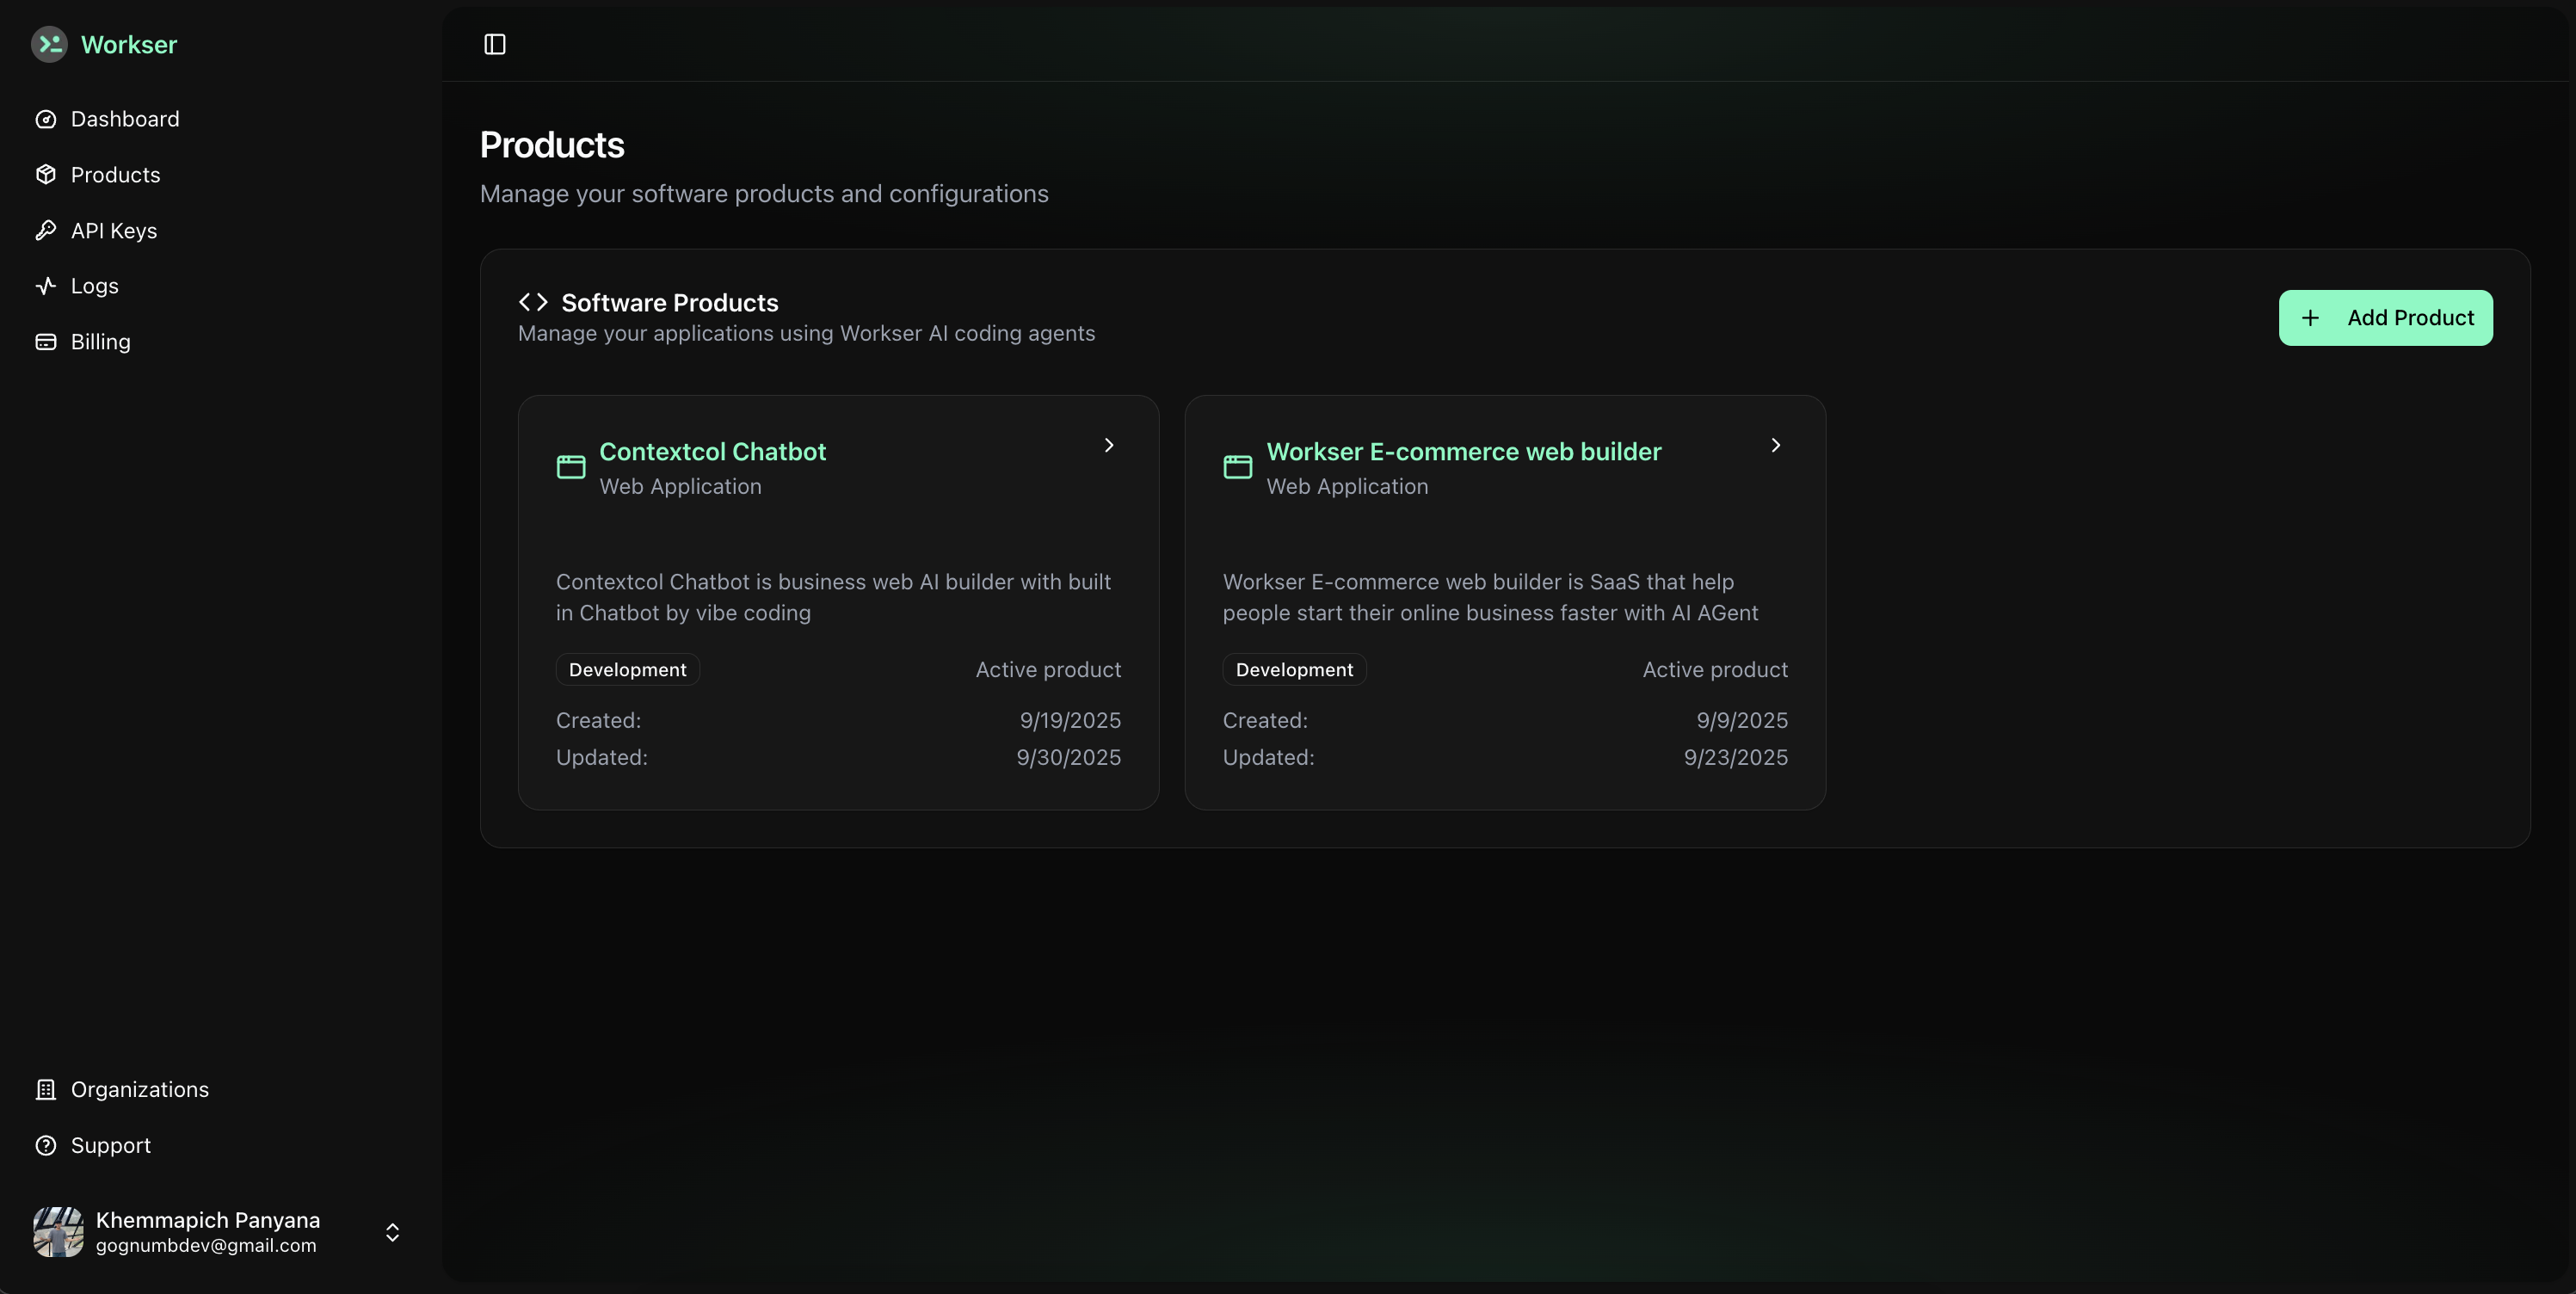 Workser
Dashboard
Products
API Keys
Logs
Billing
Organizations
Support
Khemmapich Panyana
gognumbdev@gmail.com
Products
Manage your software products and configurations
Software Products
Manage your applications using Workser AI coding agents
Add Product
Contextcol Chatbot
Web Application
Contextcol Chatbot is business web AI builder with built
in Chatbot by vibe coding
Development Active product
Created: 9/19/2025
Updated: 9/30/2025
Workser E-commerce web builder
Web Application
Workser E-commerce web builder is SaaS that help
people start their online business faster with AI AGent
Development Active product
Created: 9/9/2025
Updated: 9/23/2025